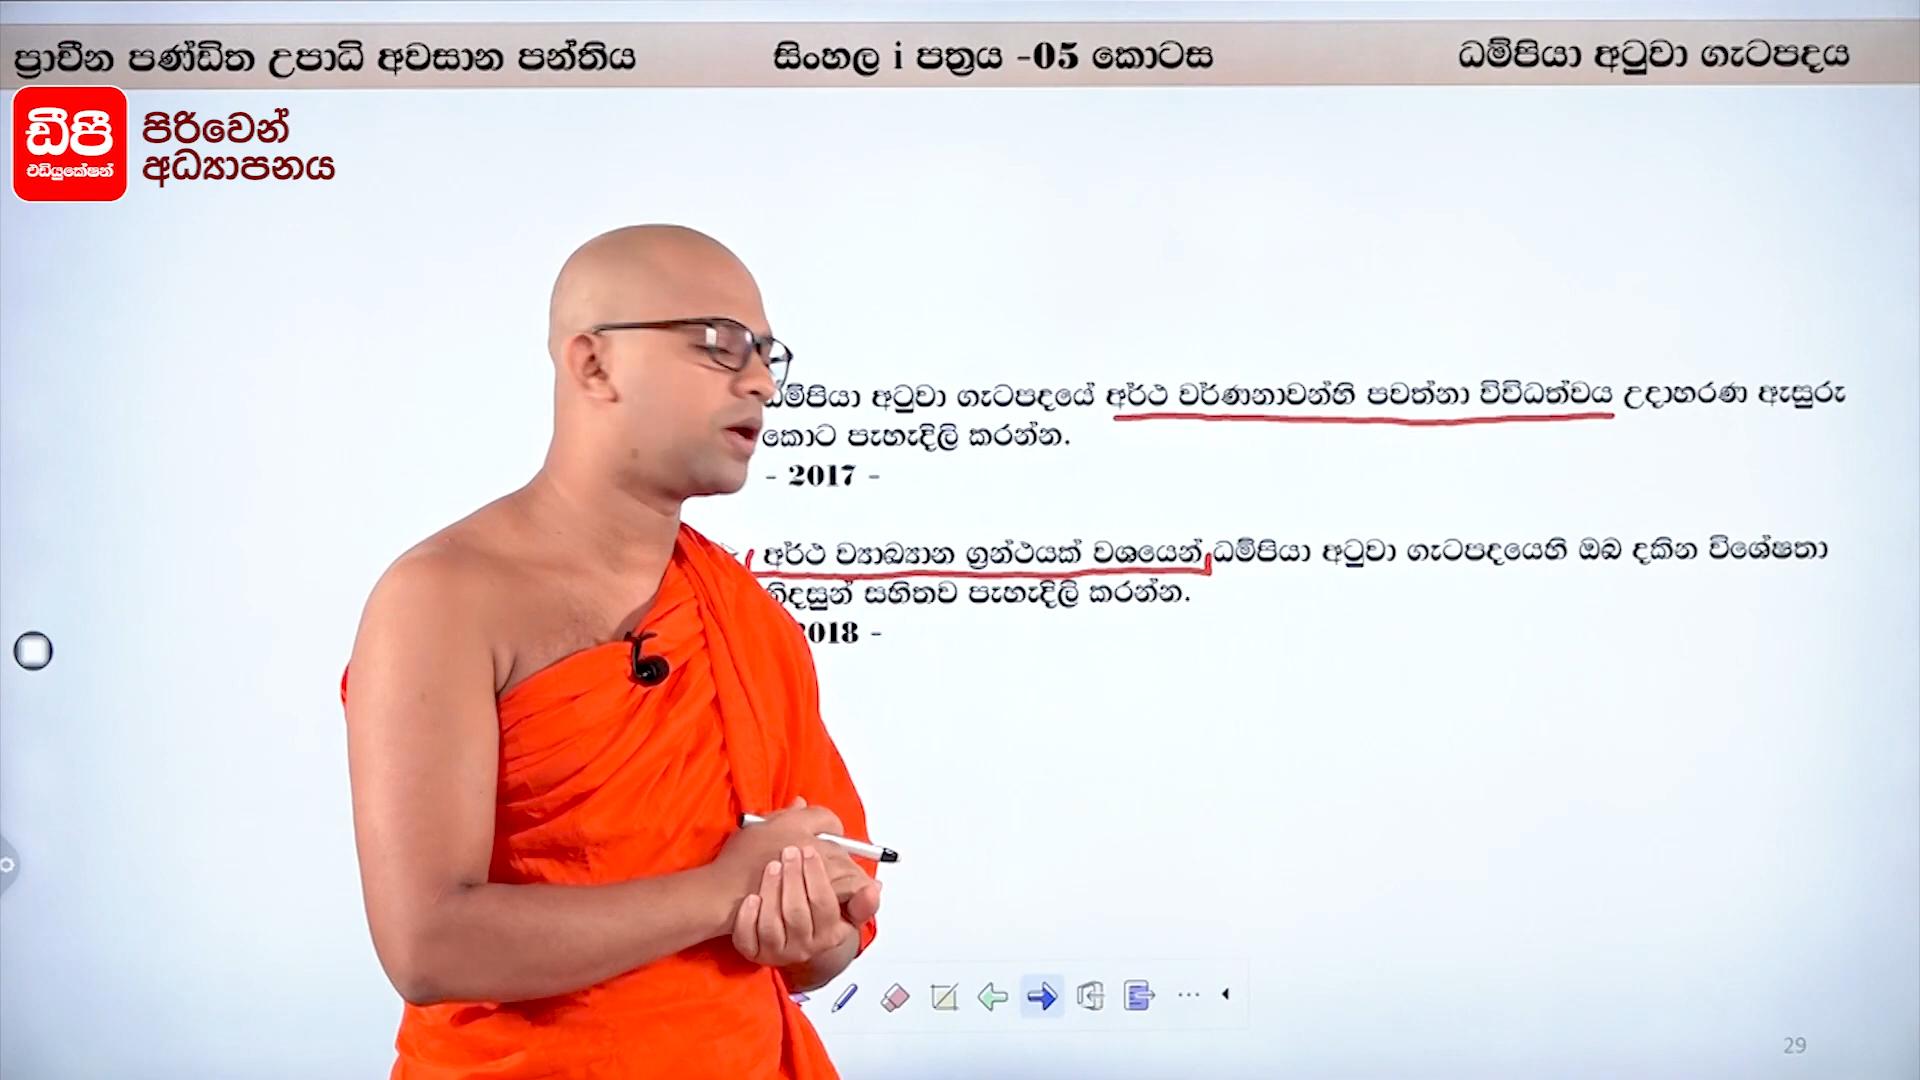 ප්‍රාචීන පණ්ඩිත උපාධි අවසාන පන්තිය සිංහල i පත්‍රය -05 කොටස ධම්පියා අටුවා ගැටපදය
ඩීපී
එඩියුකේෂන්
පිරිවෙන්
අධ්‍යාපනය
ධම්පියා අටුවා ගැටපදයේ අර්ථ වර්ණනාවන්හි පවත්නා විවිධත්වය උදාහරණ ඇසුරු
කොට පැහැදිලි කරන්න.
- 2017 -
අර්ථ ව්‍යාඛ්‍යාන ග්‍රන්ථයක් වශයෙන් ධම්පියා අටුවා ගැටපදයෙහි ඔබ දකින විශේෂතා
නිදසුන් සහිතව පැහැදිලි කරන්න.
2018 -
29